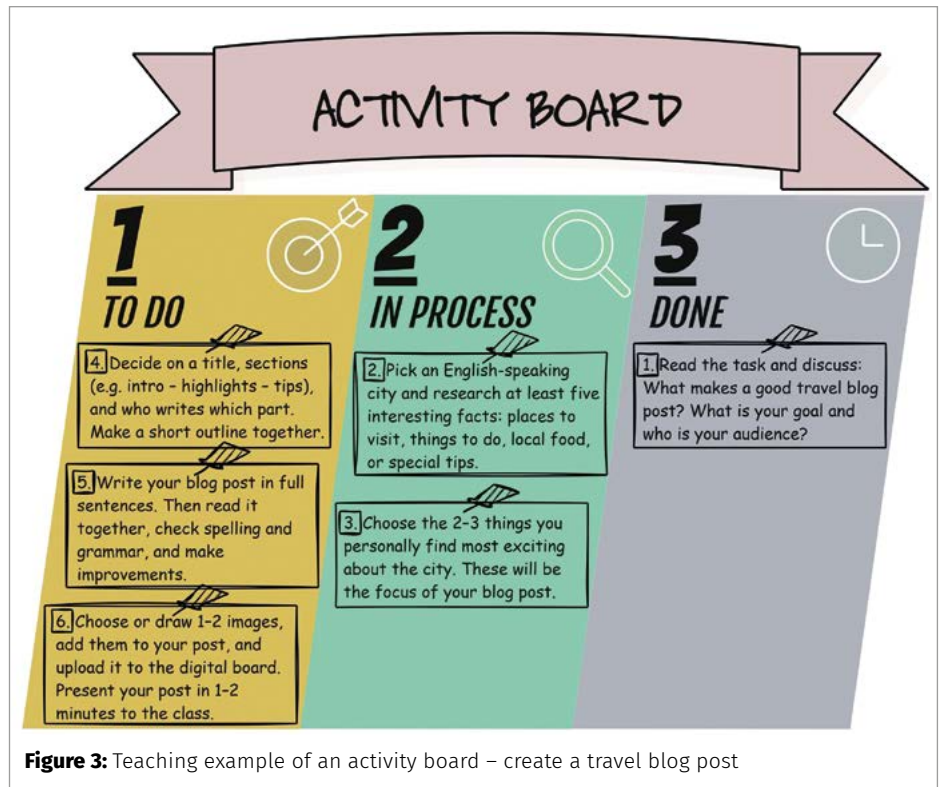 ACTIVITY BOARD
1
TO DO
4. Decide on a title, sections
(e.g. intro – highlights – tips),
and who writes which part.
Make a short outline together.
5. Write your blog post in full
sentences. Then read it
together, check spelling and
grammar, and make
improvements.
6. Choose or draw 1–2 images,
add them to your post, and
upload it to the digital board.
Present your post in 1–2
minutes to the class.
2
IN PROCESS
2. Pick an English-speaking
city and research at least five
interesting facts: places to
visit, things to do, local food,
or special tips.
3. Choose the 2–3 things you
personally find most exciting
about the city. These will be
the focus of your blog post.
3
DONE
1. Read the task and discuss:
What makes a good travel blog
post? What is your goal and
who is your audience?
Figure 3: Teaching example of an activity board – create a travel blog post